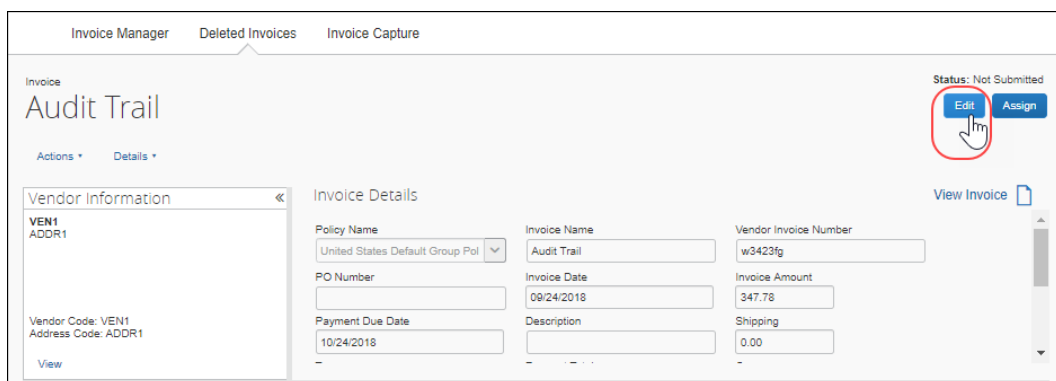 Invoice Manager Deleted Invoices Invoice Capture
Invoice
Status: Not Submitted
Audit Trail
Edit Assign
Actions Details
Vendor Information
VEN1
ADDR1
Vendor Code: VEN1
Address Code: ADDR1
View
Invoice Details
View Invoice
Policy Name Invoice Name Vendor Invoice Number
United States Default Group Pol Audit Trail w3423fg
PO Number Invoice Date Invoice Amount
09/24/2018 347.78
Payment Due Date Description Shipping
10/24/2018 0.00